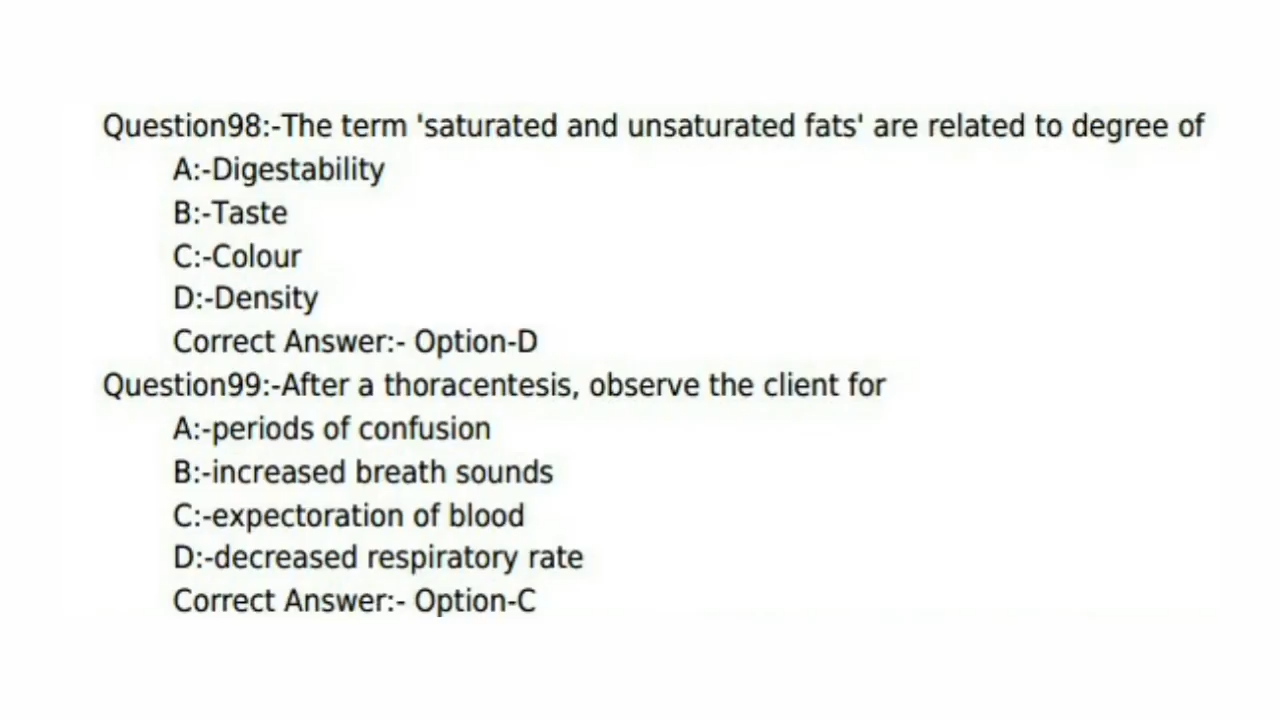 Question98:-The term 'saturated and unsaturated fats' are related to degree of
A:-Digestability
B:-Taste
C:-Colour
D:-Density
Correct Answer:- Option-D
Question99:-After a thoracentesis, observe the client for
A:-periods of confusion
B:-increased breath sounds
C:-expectoration of blood
D:-decreased respiratory rate
Correct Answer:- Option-C